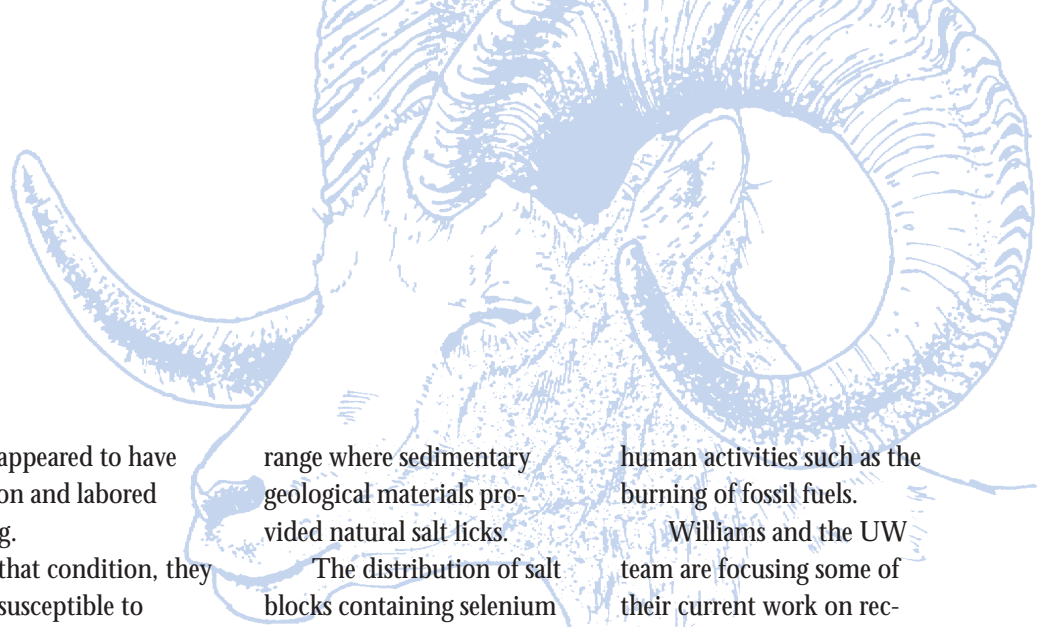 appeared to have
on and labored
g.
that condition, they
susceptible to
range where sedimentary
geological materials pro-
vided natural salt licks.
The distribution of salt
blocks containing selenium
human activities such as the
burning of fossil fuels.
Williams and the UW
team are focusing some of
their current work on rec-